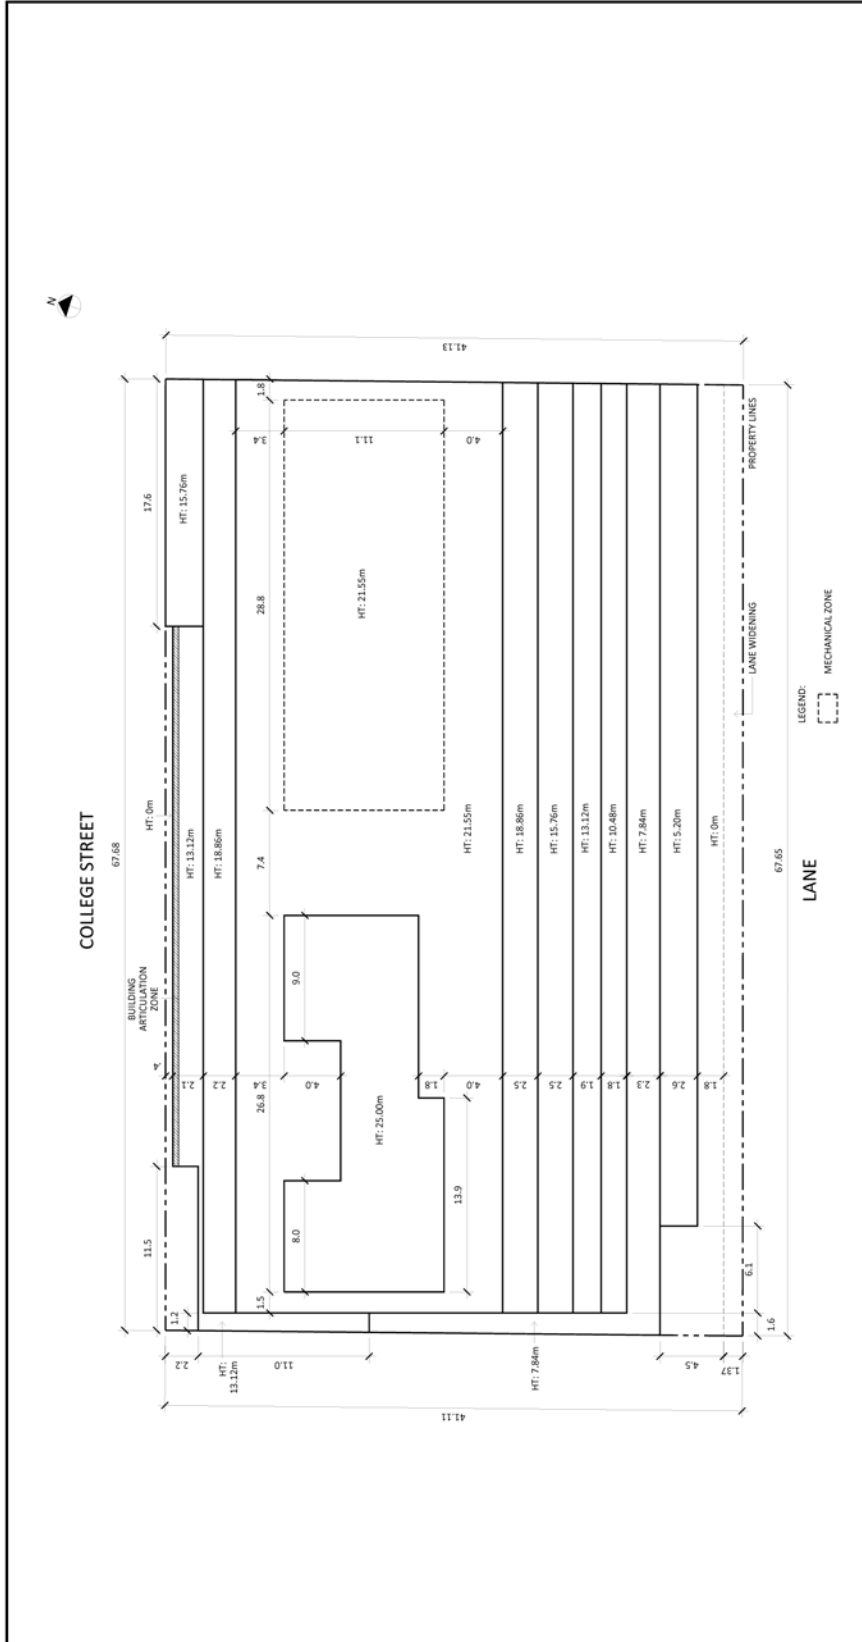 N
COLLEGE STREET
67.68
17.6
11.5
41.13
HT: 15.76m
1.8
3.4
11.1
4.0
28.8
HT: 21.55m
HT: 0m
HT: 13.12m
HT: 18.86m
7.4
HT: 21.55m
HT: 18.86m
HT: 15.76m
HT: 13.12m
HT: 10.48m
HT: 7.84m
HT: 5.20m
HT: 0m
BUILDING
ARTICULATION
ZONE
.4
2.1
2.2
3.4
4.0
1.8
4.0
2.5
2.5
1.9
1.8
2.3
2.6
1.8
9.0
26.8
HT: 25.00m
8.0
13.9
1.5
1.2
6.1
1.6
2.2
11.0
4.5
1.37
HT:
13.12m
HT: 7.84m
41.11
67.65
LANE
PROPERTY LINES
LANE WIDENING
LEGEND:
MECHANICAL ZONE